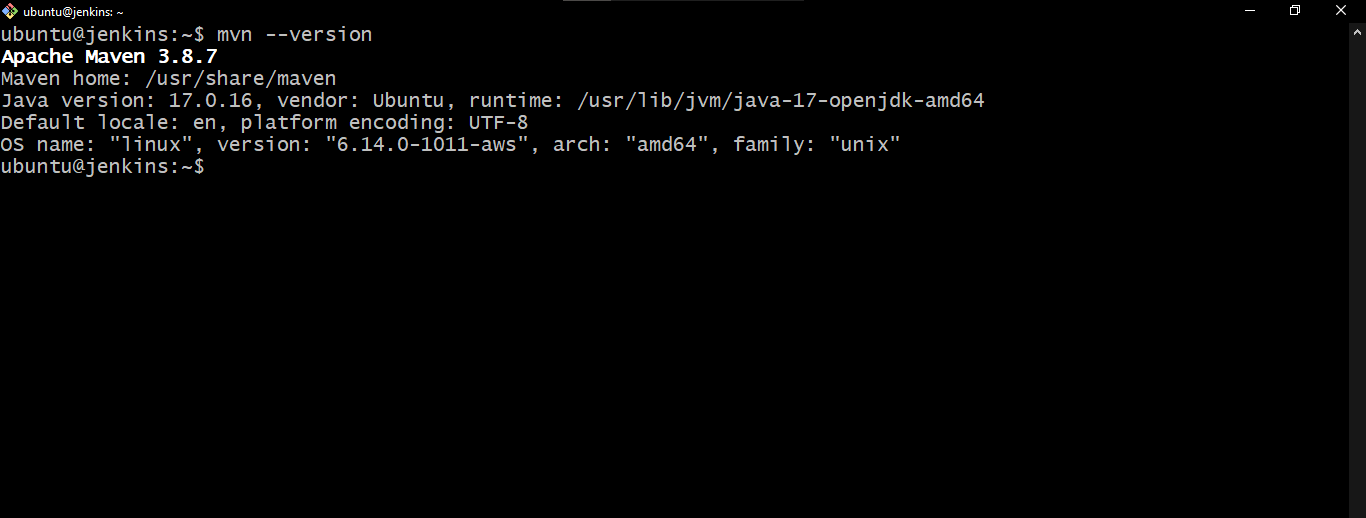 ubuntu@jenkins: ~
ubuntu@jenkins:~$ mvn --version
Apache Maven 3.8.7
Maven home: /usr/share/maven
Java version: 17.0.16, vendor: Ubuntu, runtime: /usr/lib/jvm/java-17-openjdk-amd64
Default locale: en, platform encoding: UTF-8
OS name: "linux", version: "6.14.0-1011-aws", arch: "amd64", family: "unix"
ubuntu@jenkins:~$